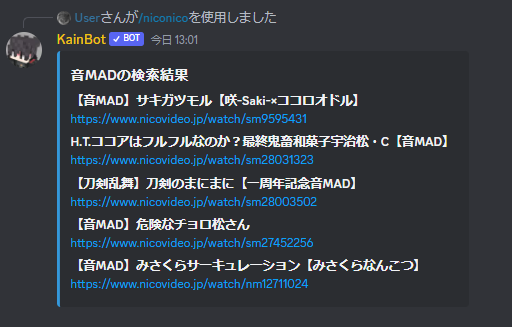 Userさんが/niconicoを使用しました
KainBot ✓ BOT 今日 13:01
音MADの検索結果
【音MAD】サキガツモル【咲-Saki-×ココロオドル】
https://www.nicovideo.jp/watch/sm9595431
H.T.ココアはフルフルなのか？最終鬼畜和菓子宇治松・C【音MAD】
https://www.nicovideo.jp/watch/sm28031323
【刀剣乱舞】刀剣のまにまに【一周年記念音MAD】
https://www.nicovideo.jp/watch/sm28003502
【音MAD】危険なチョロ松さん
https://www.nicovideo.jp/watch/sm27452256
【音MAD】みさくらサーキュレーション【みさくらなんこつ】
https://www.nicovideo.jp/watch/nm12711024